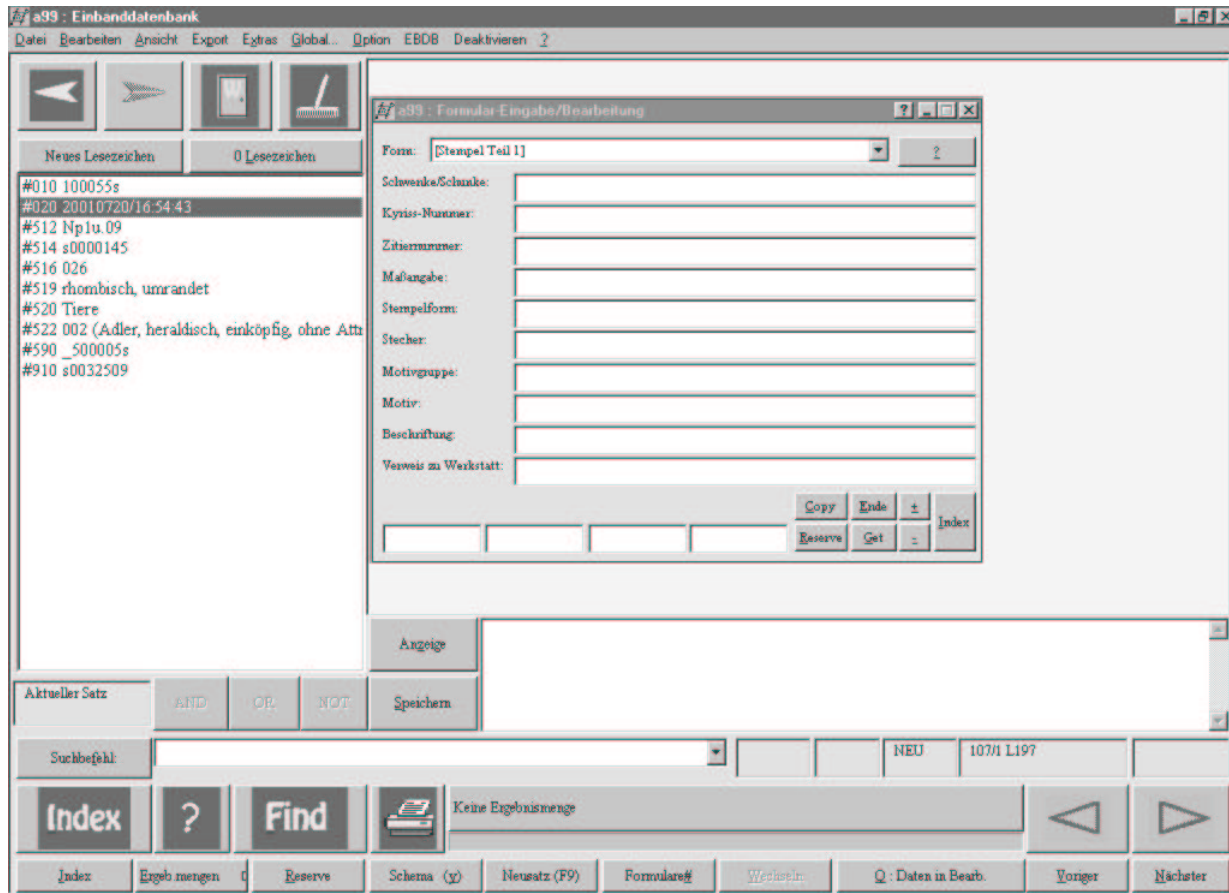 a99 : Einbanddatenbank
Datei Bearbeiten Ansicht Export Extras Global... Option EBDB Deaktivieren ?
W.
Neues Lesezeichen 0 Lesezeichen
#010 100055s
#020 20010720/16:54:43
#512 Np1u.09
#514 s0000145
#516 026
#519 rhombisch, umrandet
#520 Tiere
#522 002 (Adler, heraldisch, einköpfig, ohne Attr
#590 _500005s
#910 s0032509
a99 : Formular-Eingabe/Bearbeitung
Form: [Stempel Teil 1] ?
Schwenke/Schunke:
Kyriss-Nummer:
Zitiernummer:
Maßangabe:
Stempelform:
Stecher:
Motivgruppe:
Motiv:
Beschriftung:
Verweis zu Werkstatt:
Copy Ende + Index
Reserve Get -
Anzeige
Aktueller Satz AND OR NOT Speichern
Suchbefehl: NEU 107/1 L197
Index ? Find Keine Ergebnismenge
Index Ergeb.mengen 0 Reserve Schema (y) Neusatz (F9) Formulare# Wechseln Q : Daten in Bearb. Voriger Nächster